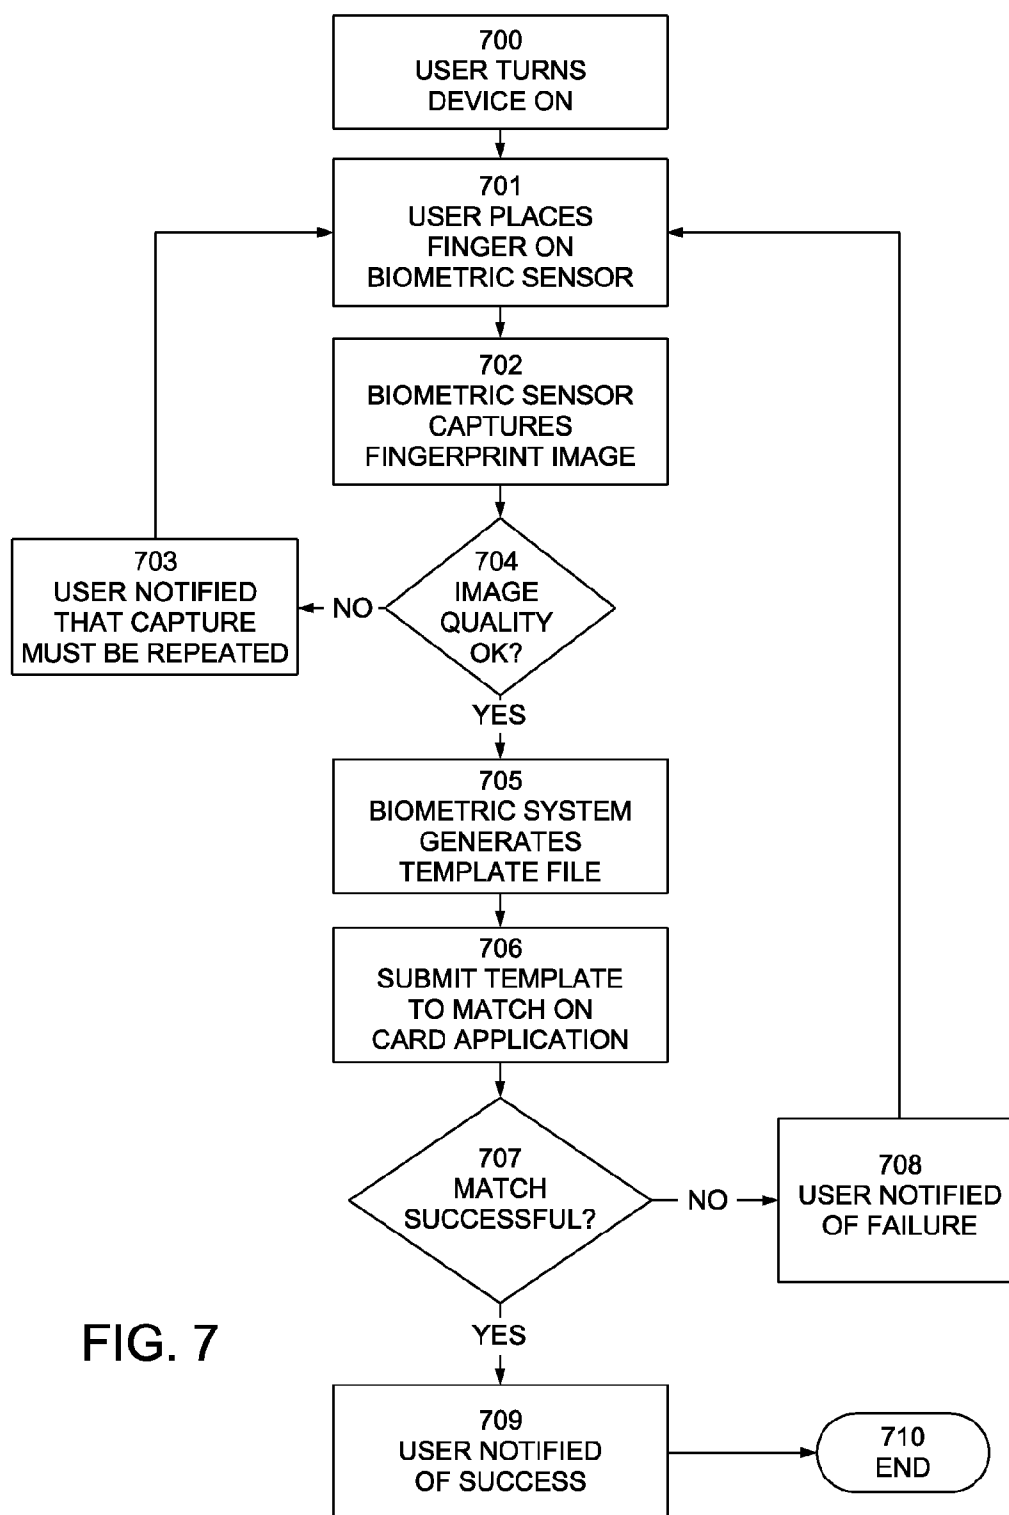 700
USER TURNS
DEVICE ON
701
USER PLACES
FINGER ON
BIOMETRIC SENSOR
702
BIOMETRIC SENSOR
CAPTURES
FINGERPRINT IMAGE
703
USER NOTIFIED
THAT CAPTURE
MUST BE REPEATED
NO
704
IMAGE
QUALITY
OK?
YES
705
BIOMETRIC SYSTEM
GENERATES
TEMPLATE FILE
706
SUBMIT TEMPLATE
TO MATCH ON
CARD APPLICATION
707
MATCH
SUCCESSFUL?
NO
708
USER NOTIFIED
OF FAILURE
YES
FIG. 7
709
USER NOTIFIED
OF SUCCESS
710
END